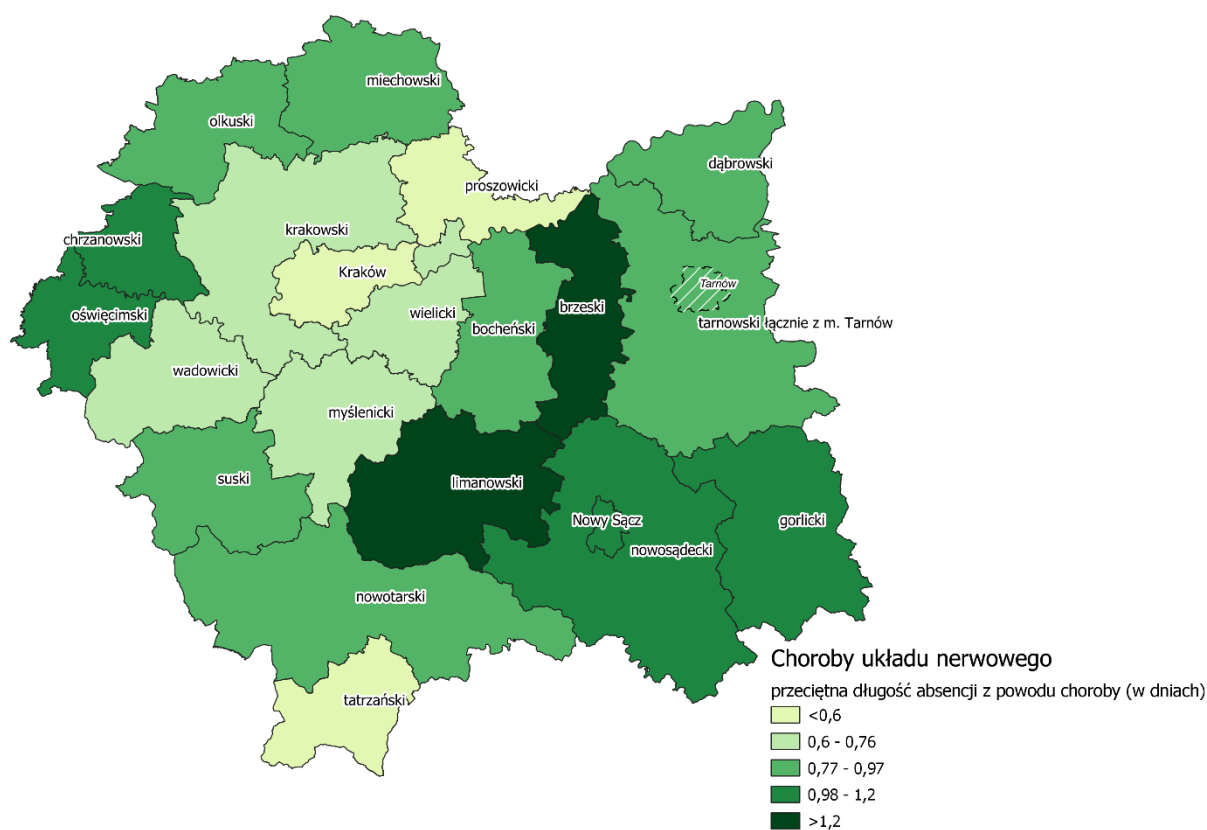 miechowski
olkuski
dąbrowski
proszowicki
krakowski
chrzanowski
Kraków
Tarnów
brzeski
wielicki
oświęcimski
bocheński
tarnowski łącznie z m. Tarnów
wadowicki
myślenicki
suski
limanowski
Nowy Sącz
gorlicki
nowosądecki
nowotarski
tatrzański
Choroby układu nerwowego
przeciętna długość absencji z powodu choroby (w dniach)
<0,6
0,6 - 0,76
0,77 - 0,97
0,98 - 1,2
>1,2